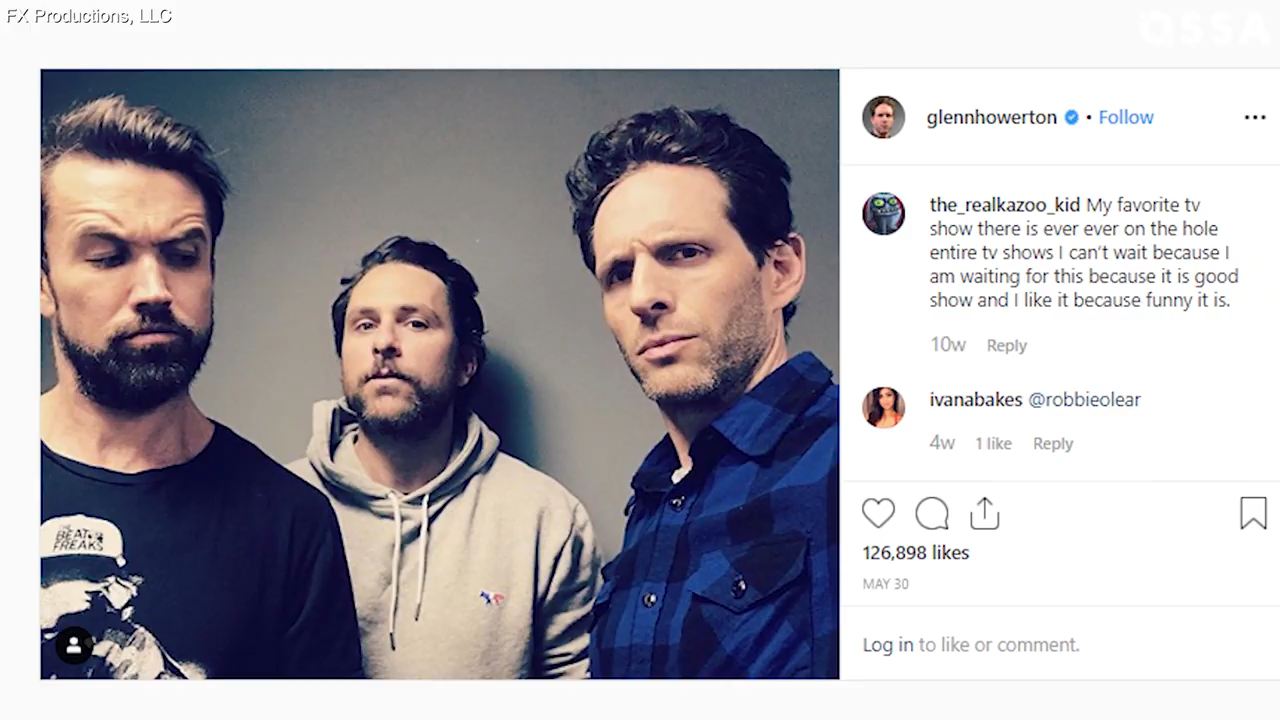 FX Productions, LLC
QSSA
glennhowerton • Follow
the_realkazoo_kid My favorite tv
show there is ever ever on the hole
entire tv shows I can't wait because I
am waiting for this because it is good
show and I like it because funny it is.
10w Reply
ivanabakes @robbieolear
4w 1 like Reply
THE
BEAT
FREAKS
126,898 likes
MAY 30
Log in to like or comment.